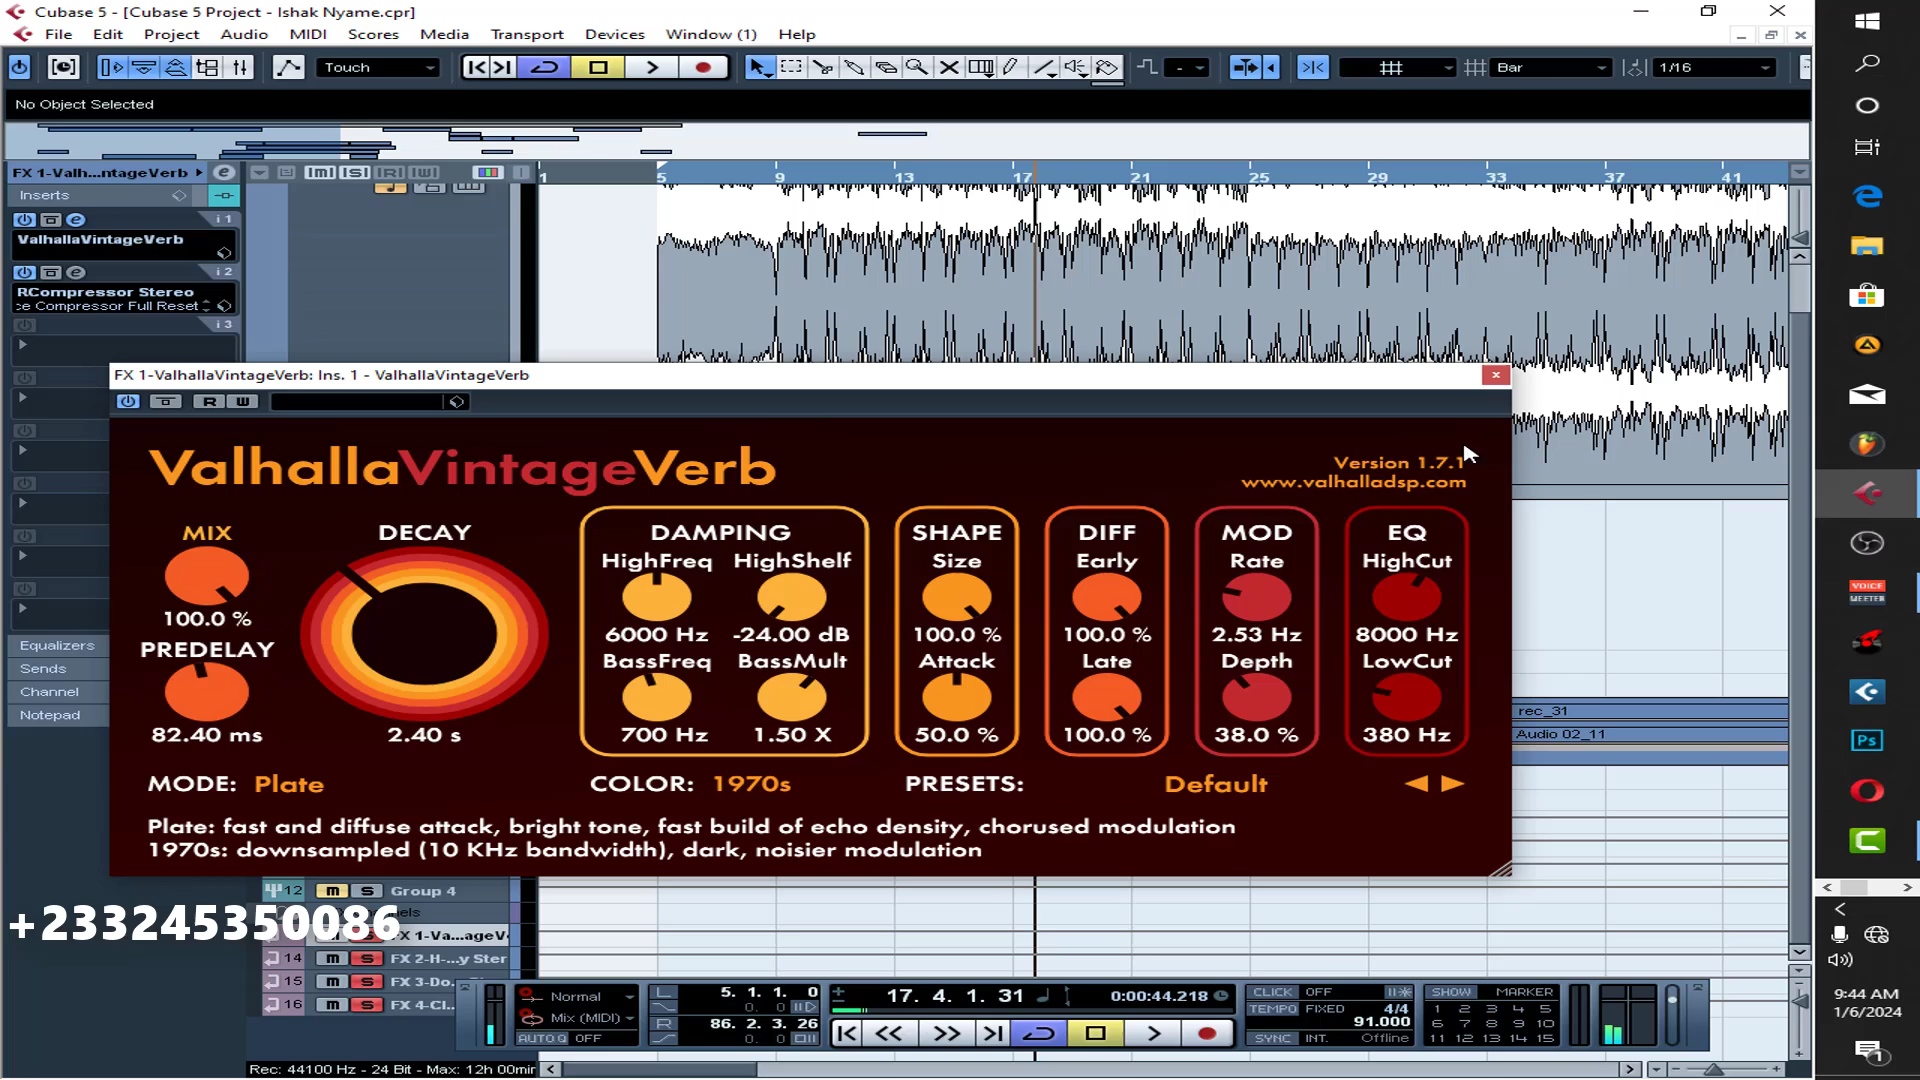 Cubase 5 - [Cubase 5 Project - Ishak Nyame.cpr]
File Edit Project Audio MIDI Scores Media Transport Devices Window (1) Help
Touch
Bar
1/16
No Object Selected
FX 1-Valh...ntageVerb
1 5 9 13 17 21 25 29 33 37 41
Inserts
i 1
ValhallaVintageVerb
i 2
RCompressor Stereo
:e Compressor Full Reset
i 3
FX 1-ValhallaVintageVerb: Ins. 1 - ValhallaVintageVerb
R W
ValhallaVintageVerb
Version 1.7.1
www.valhalladsp.com
MIX DECAY DAMPING SHAPE DIFF MOD EQ
HighFreq HighShelf Size Early Rate HighCut
100.0 %
6000 Hz -24.00 dB 100.0 % 100.0 % 2.53 Hz 8000 Hz
PREDELAY
BassFreq BassMult Attack Late Depth LowCut
82.40 ms 2.40 s 700 Hz 1.50 X 50.0 % 100.0 % 38.0 % 380 Hz
MODE: Plate COLOR: 1970s PRESETS: Default
Plate: fast and diffuse attack, bright tone, fast build of echo density, chorused modulation
1970s: downsampled (10 KHz bandwidth), dark, noisier modulation
Equalizers
Sends
Channel
Notepad
rec_31
Audio 02_11
12 m S Group 4
+233245350086
FX 1-Va...ageV
14 m S FX 2-H-...y Ster
15 m S FX 3-Do..
16 m S FX 4-Cl..
Normal
Mix (MIDI)
AUTO Q OFF
L 5. 1. 1. 0
R 86. 2. 3. 26
17. 4. 1. 31
0:00:44.218
CLICK OFF
TEMPO FIXED 4/4
91.000
SYNC INT. Offline
SHOW MARKER
1 2 3 4 5
6 7 8 9 10
11 12 13 14 15
Rec: 44100 Hz - 24 Bit - Max: 12h 00min
VOICE
MEETER
Ps
9:44 AM
1/6/2024
1